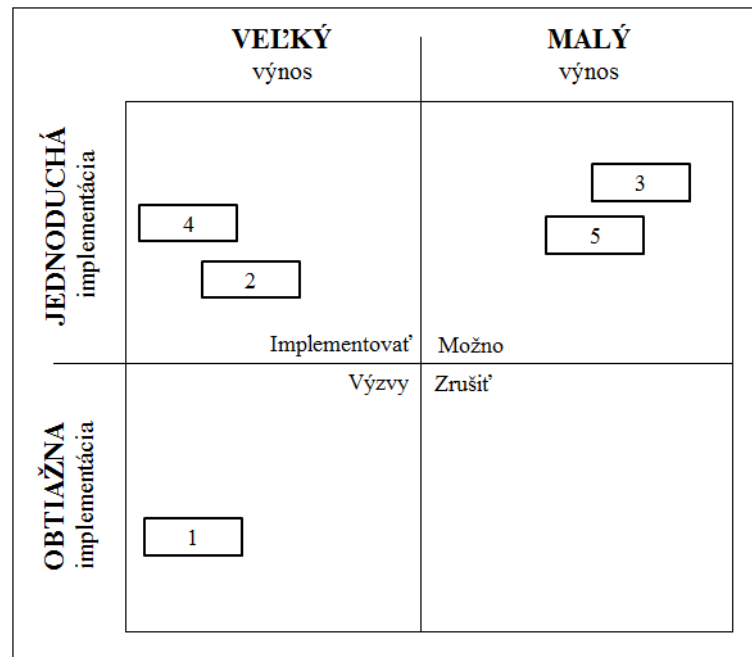 VEĽKÝ
výnos
MALÝ
výnos
JEDNODUCHÁ
implementácia
3
4
5
2
Implementovať
Možno
OBTIAŽNA
implementácia
Výzvy
Zrušiť
1